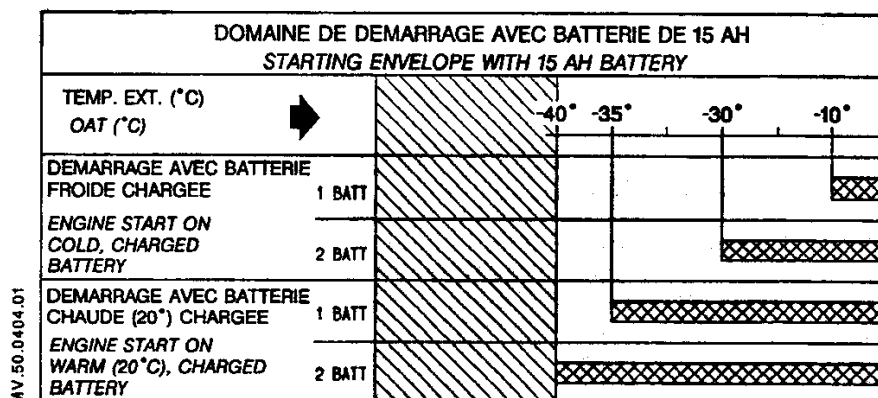 DOMAINE DE DEMARRAGE AVEC BATTERIE DE 15 AH
STARTING ENVELOPE WITH 15 AH BATTERY
TEMP. EXT. (°C)
OAT (°C)
-40° -35° -30° -10°
DEMARRAGE AVEC BATTERIE
FROIDE CHARGEE
1 BATT
ENGINE START ON
COLD, CHARGED
BATTERY
2 BATT
DEMARRAGE AVEC BATTERIE
CHAUDE (20°) CHARGEE
1 BATT
ENGINE START ON
WARM (20°C), CHARGED
BATTERY
2 BATT
MV.50.0404.01